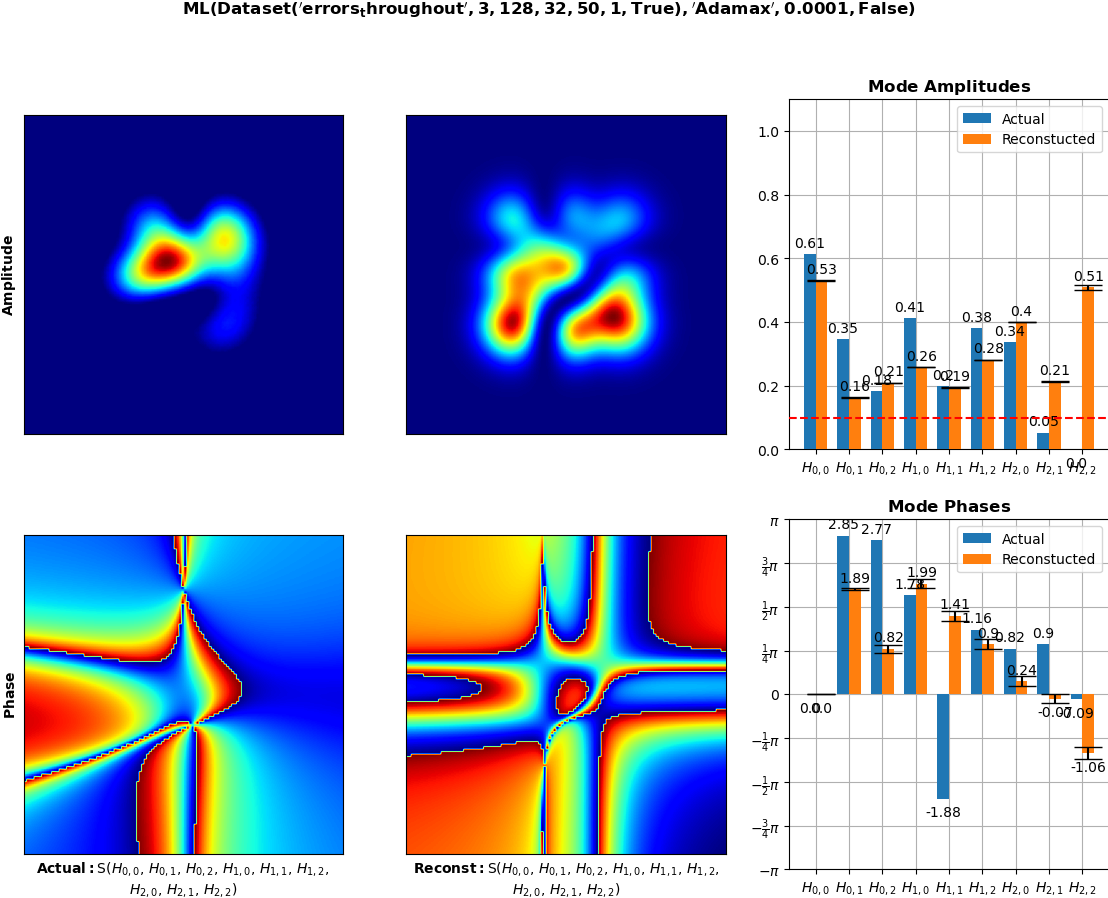 ML(Dataset('errors_throughout', 3, 128, 32, 50, 1, True), 'Adamax', 0.0001, False)
Amplitude
Mode Amplitudes
Actual
Reconstucted
1.0
0.8
0.6
0.4
0.2
0.0
0.61
0.53
0.35
0.16
0.18
0.21
0.41
0.26
0.2
0.19
0.38
0.28
0.34
0.4
0.05
0.21
0.0
0.51
H0,0 H0,1 H0,2 H1,0 H1,1 H1,2 H2,0 H2,1 H2,2
Phase
Actual: S(H0,0, H0,1, H0,2, H1,0, H1,1, H1,2,
H2,0, H2,1, H2,2)
Reconst: S(H0,0, H0,1, H0,2, H1,0, H1,1, H1,2,
H2,0, H2,1, H2,2)
Mode Phases
Actual
Reconstucted
π
3/4π
1/2π
1/4π
0
−1/4π
−1/2π
−3/4π
−π
0.0
0.0
2.85
1.89
2.77
0.82
1.99
-1.88
1.41
1.16
0.9
0.82
0.24
0.9
-0.07
-0.09
-1.06
H0,0 H0,1 H0,2 H1,0 H1,1 H1,2 H2,0 H2,1 H2,2